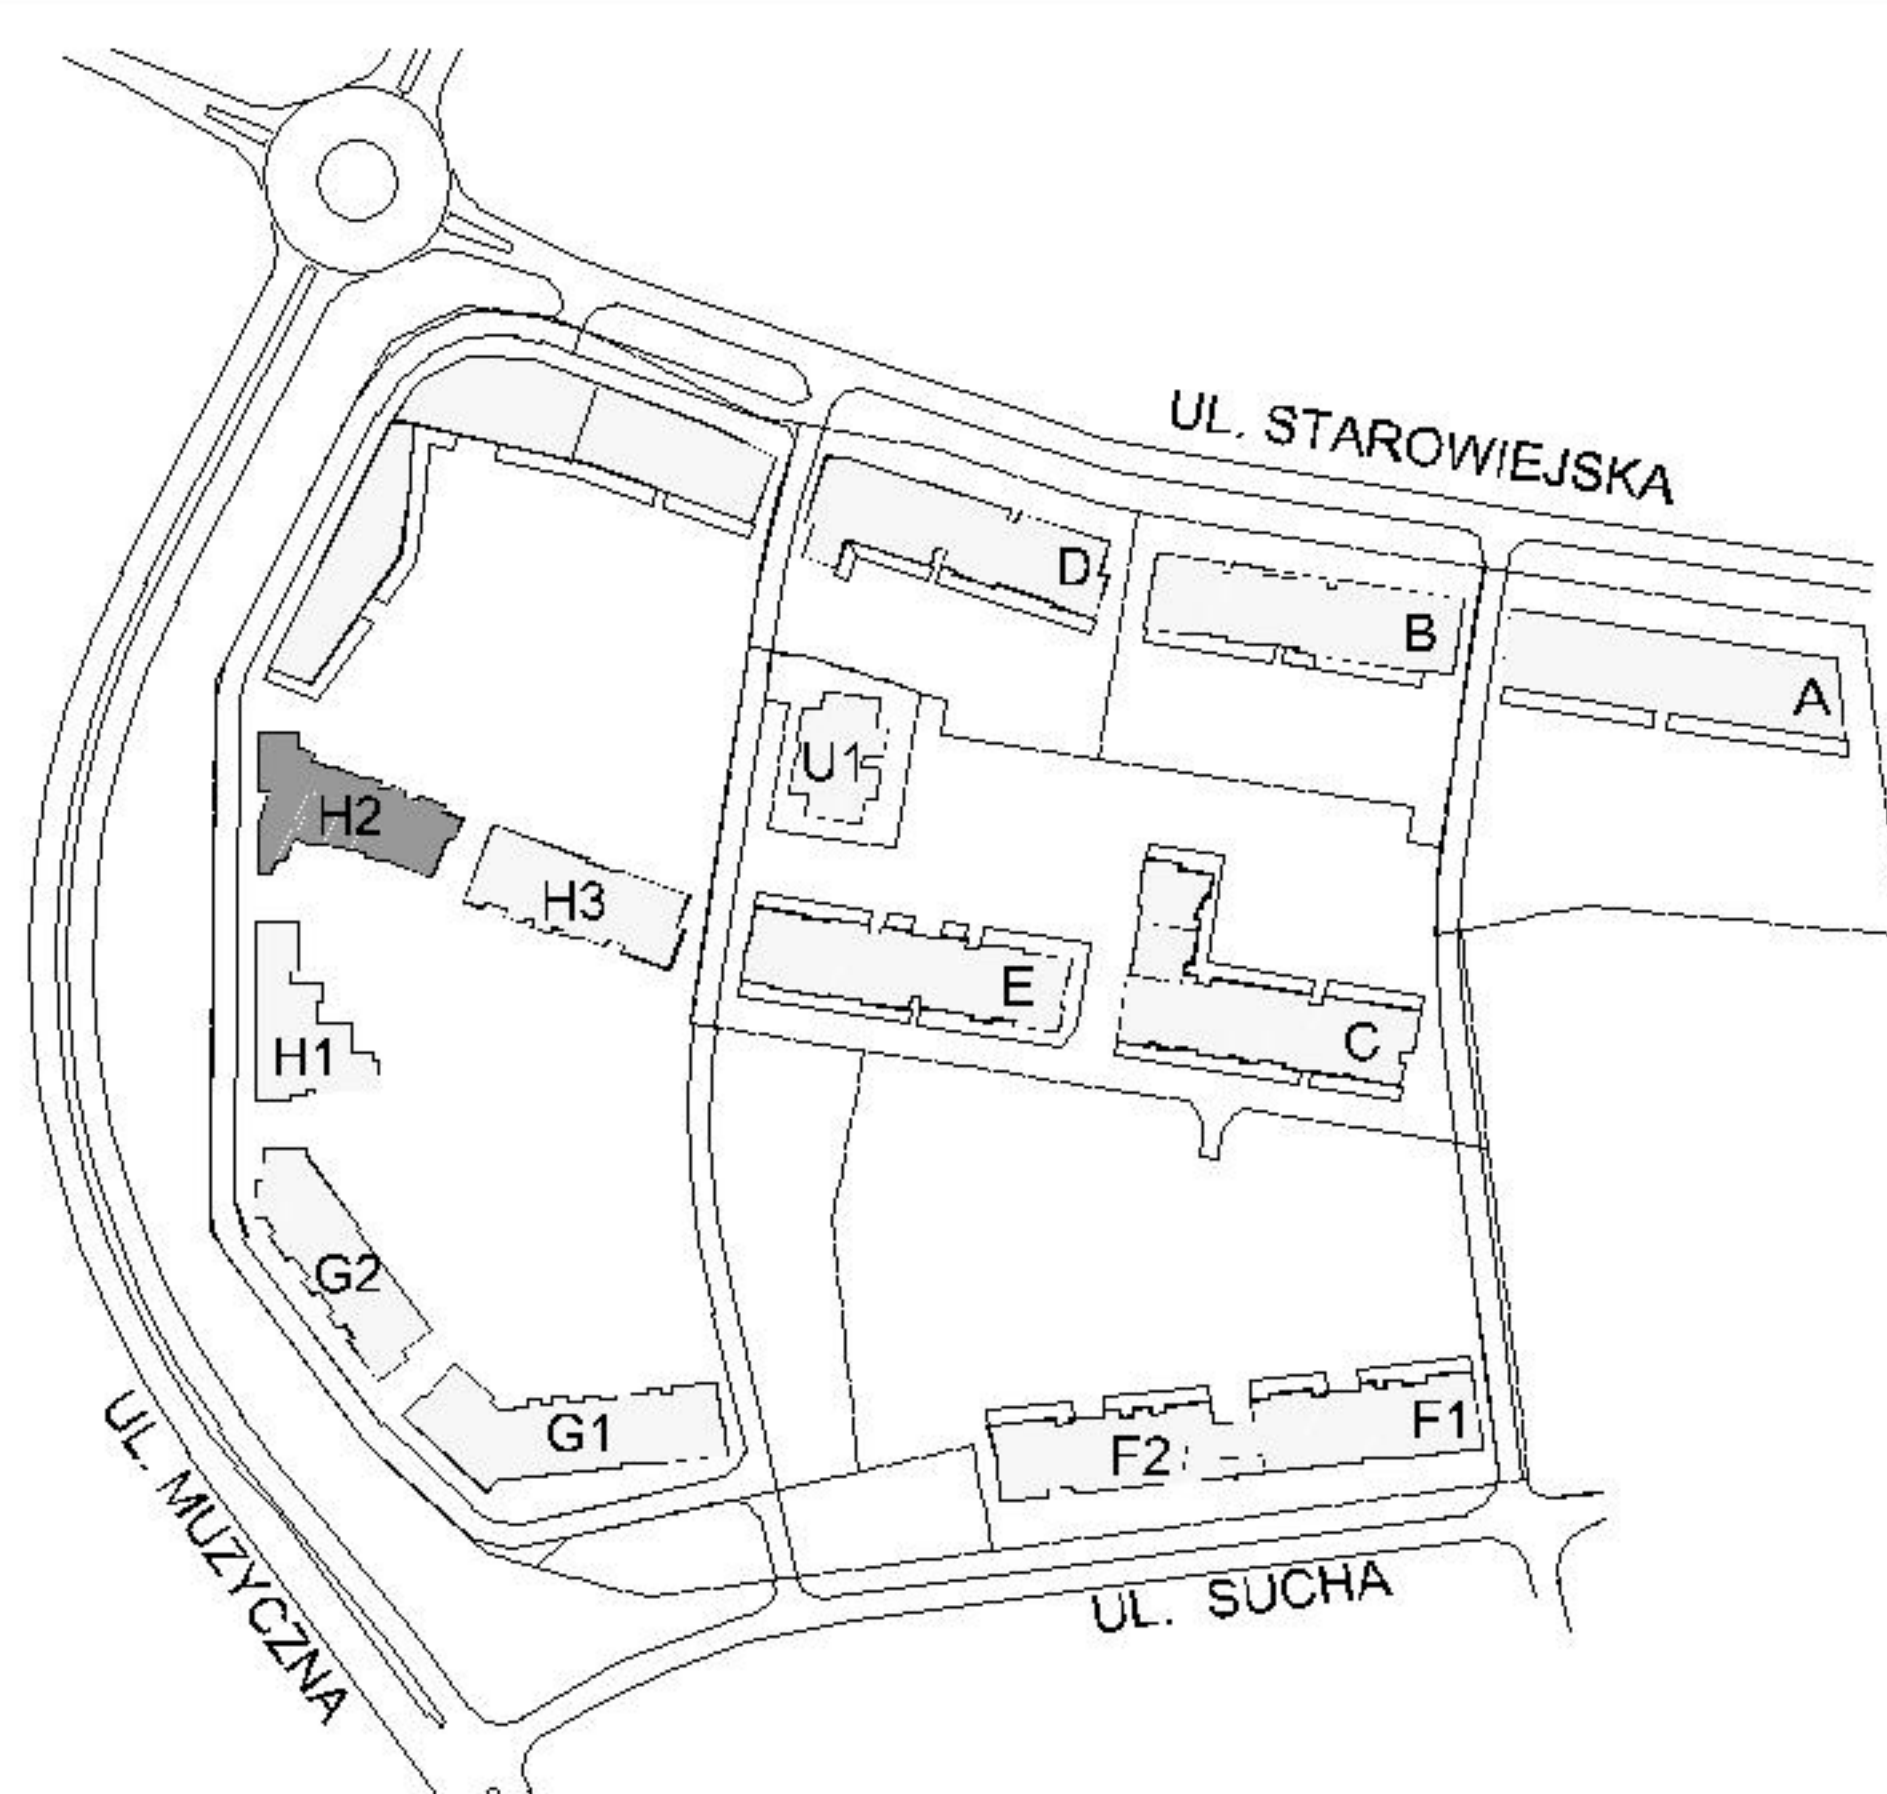 UL. STAROWIEJSKA
D
B
A
U1
H2
H3
E
C
H1
G2
G1
F2
F1
UL. MUZYCZNA
UL. SUCHA